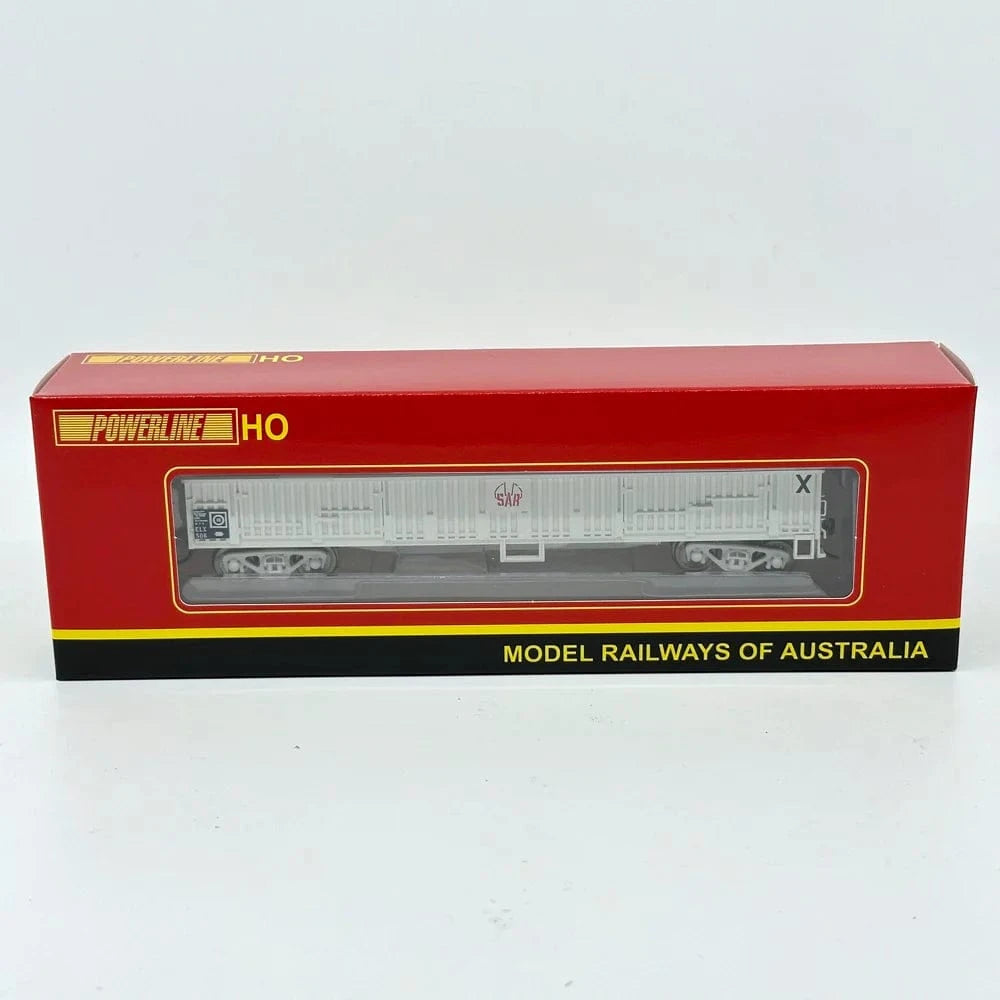 POWERLINE HO
POWERLINE HO
SAR
X
ELX
506
MODEL RAILWAYS OF AUSTRALIA